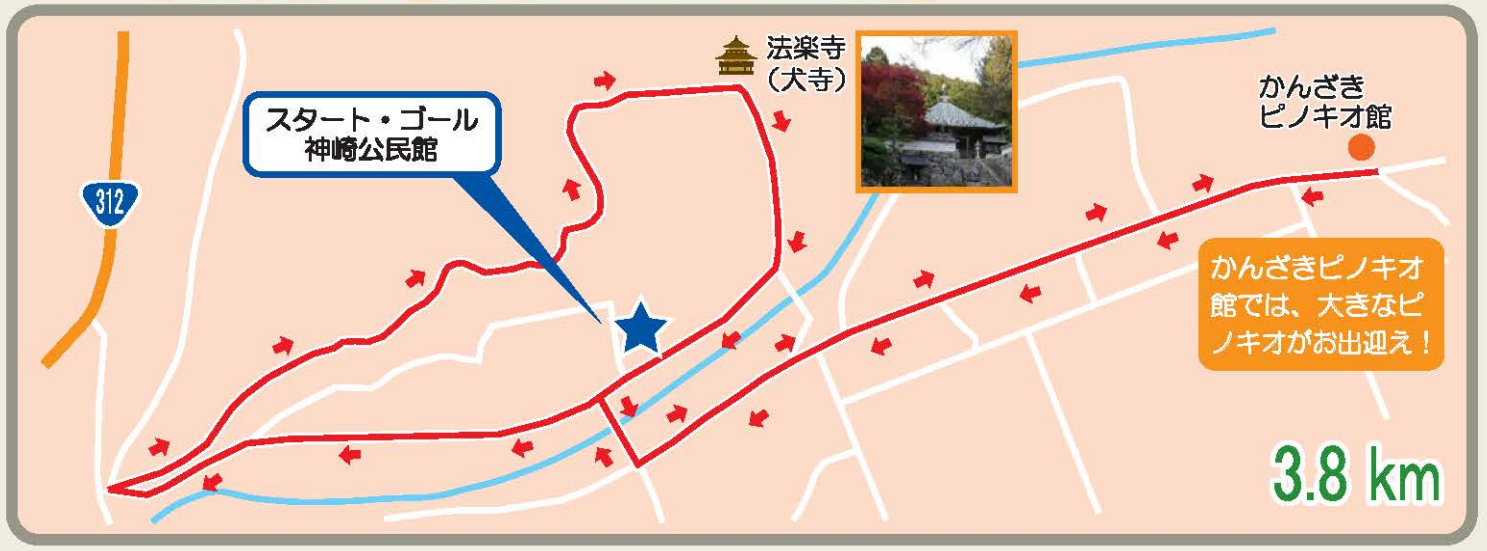 法楽寺
（犬寺）
かんざき
ピノキオ館
スタート・ゴール
神崎公民館
312
かんざきピノキオ
館では、大きなピ
ノキオがお出迎え！
3.8 km